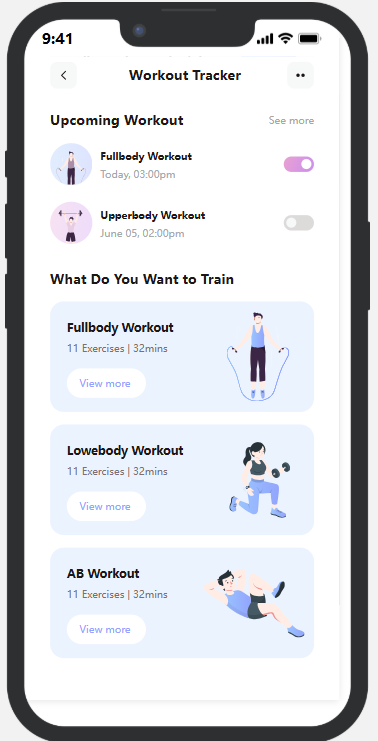 9:41
Workout Tracker
Upcoming Workout
See more
Fullbody Workout
Today, 03:00pm
Upperbody Workout
June 05, 02:00pm
What Do You Want to Train
Fullbody Workout
11 Exercises | 32mins
View more
Lowebody Workout
11 Exercises | 32mins
View more
AB Workout
11 Exercises | 32mins
View more